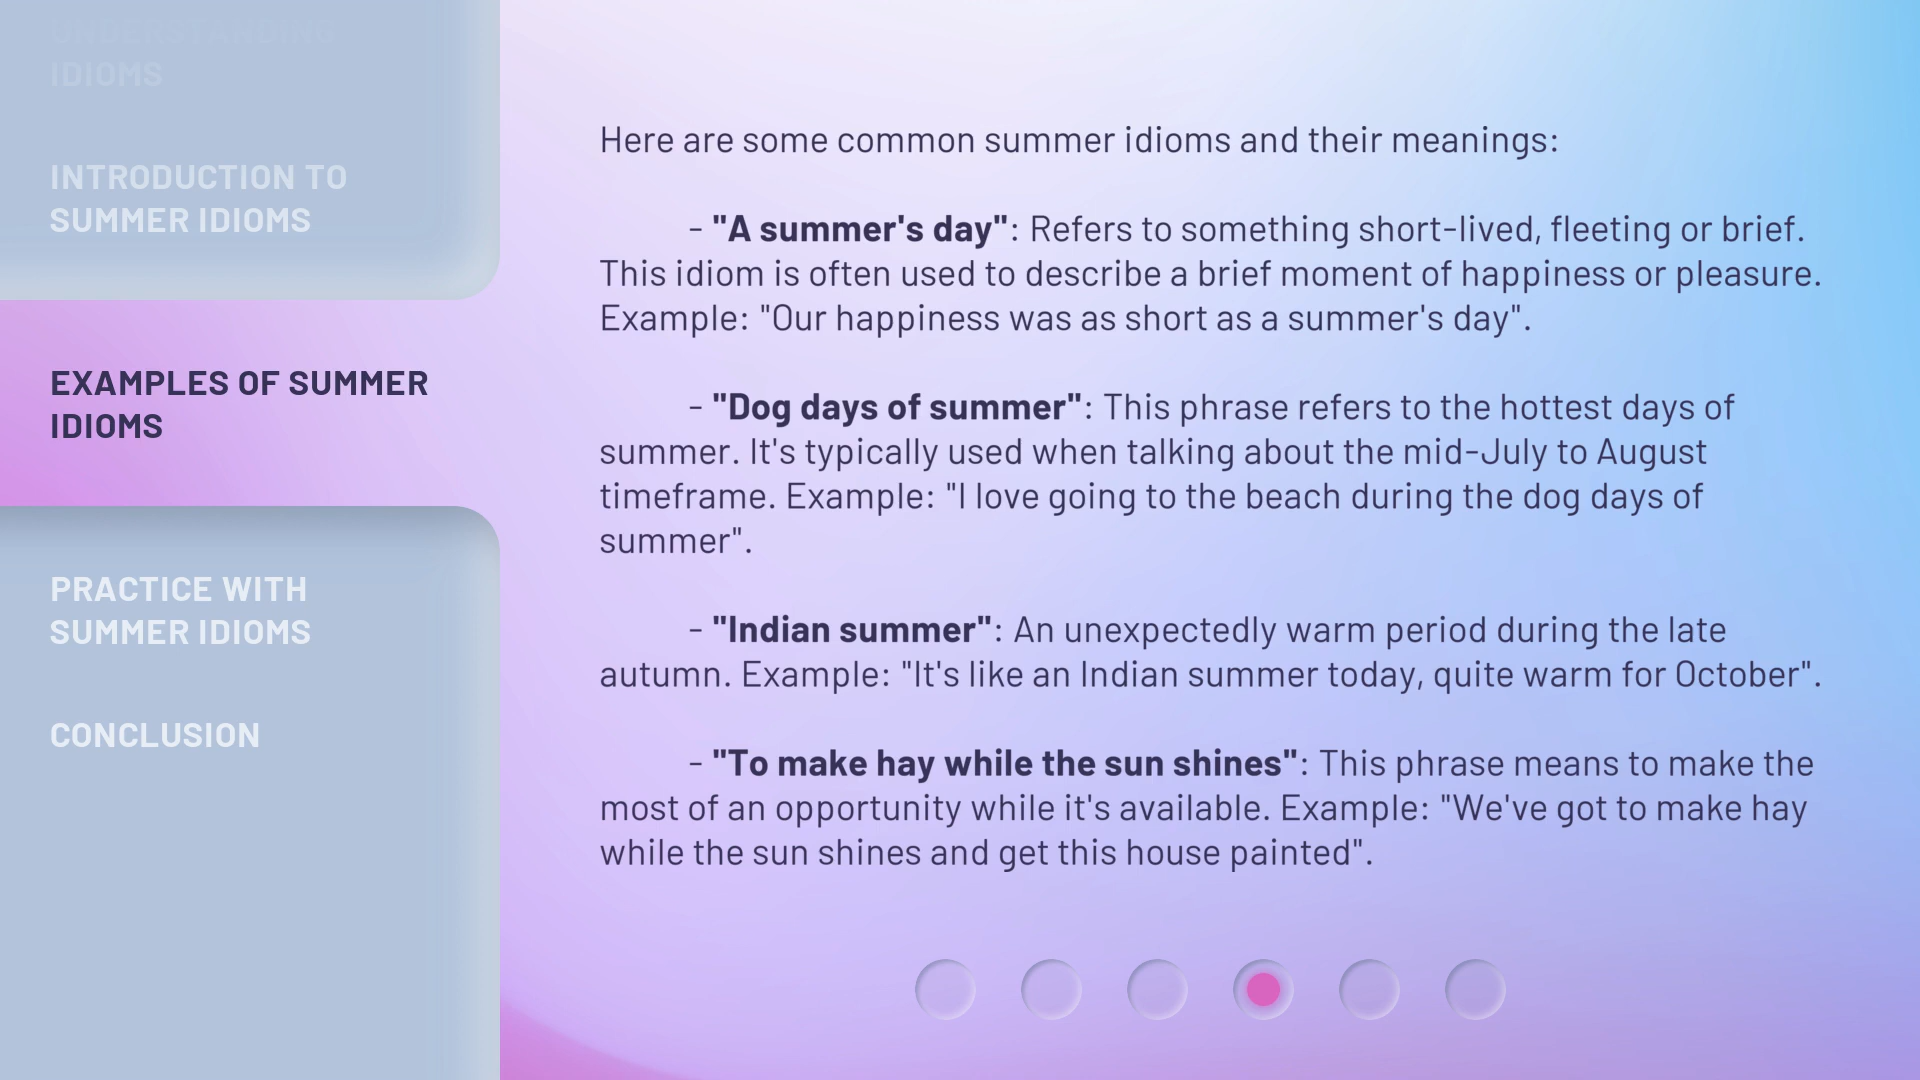 UNDERSTANDING
IDIOMS
INTRODUCTION TO
SUMMER IDIOMS
EXAMPLES OF SUMMER
IDIOMS
PRACTICE WITH
SUMMER IDIOMS
CONCLUSION
Here are some common summer idioms and their meanings:
- "A summer's day": Refers to something short-lived, fleeting or brief.
This idiom is often used to describe a brief moment of happiness or pleasure.
Example: "Our happiness was as short as a summer's day".
- "Dog days of summer": This phrase refers to the hottest days of
summer. It's typically used when talking about the mid-July to August
timeframe. Example: "I love going to the beach during the dog days of
summer".
- "Indian summer": An unexpectedly warm period during the late
autumn. Example: "It's like an Indian summer today, quite warm for October".
- "To make hay while the sun shines": This phrase means to make the
most of an opportunity while it's available. Example: "We've got to make hay
while the sun shines and get this house painted".